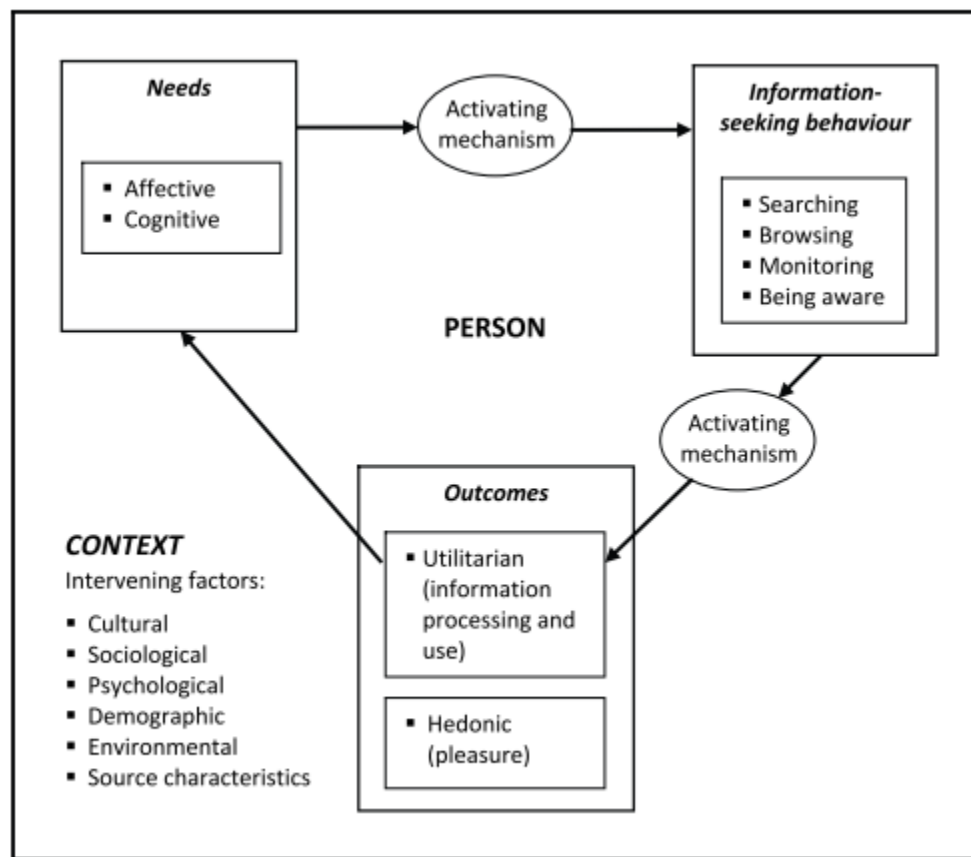 Needs
▪ Affective
▪ Cognitive
Activating
mechanism
Information-
seeking behaviour
▪ Searching
▪ Browsing
▪ Monitoring
▪ Being aware
PERSON
Activating
mechanism
Outcomes
▪ Utilitarian
(information
processing and
use)
▪ Hedonic
(pleasure)
CONTEXT
Intervening factors:
▪ Cultural
▪ Sociological
▪ Psychological
▪ Demographic
▪ Environmental
▪ Source characteristics